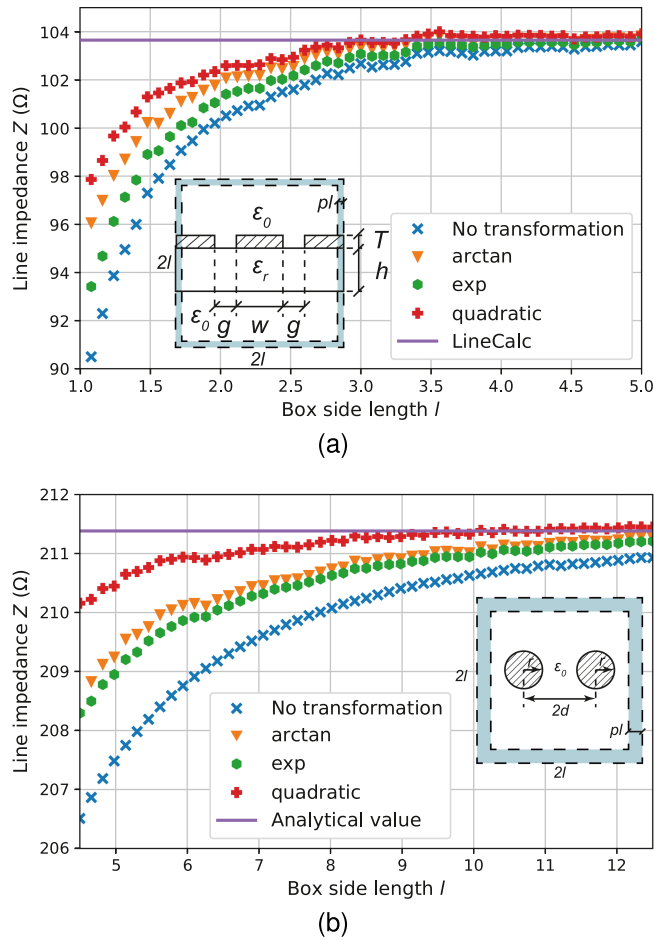 104
102
100
98
96
94
92
90
Line impedance Z (Ω)
ε0
pl
2l
εr
T
h
ε0 g w g
2l
No transformation
arctan
exp
quadratic
LineCalc
1.0 1.5 2.0 2.5 3.0 3.5 4.0 4.5 5.0
Box side length l
(a)
212
211
210
209
208
207
206
Line impedance Z (Ω)
No transformation
arctan
exp
quadratic
Analytical value
r ε0 r
2l
2d
pl
2l
5 6 7 8 9 10 11 12
Box side length l
(b)